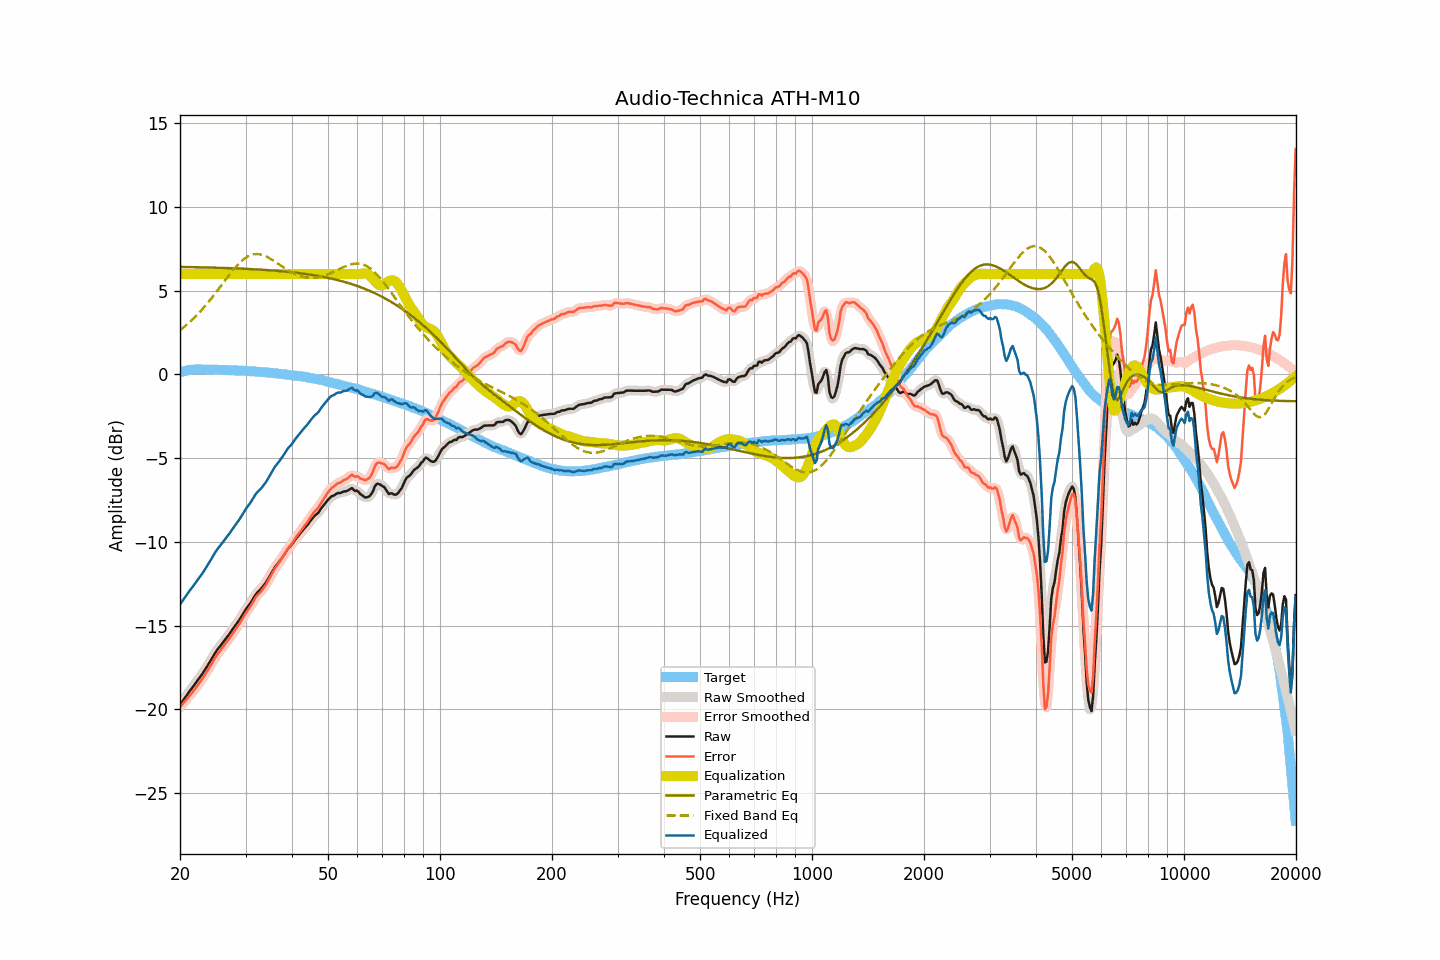 Audio-Technica ATH-M10
15
10
5
0
−5
−10
−15
−20
−25
Amplitude (dBr)
Target
Raw Smoothed
Error Smoothed
Raw
Error
Equalization
Parametric Eq
Fixed Band Eq
Equalized
20 50 100 200 500 1000 2000 5000 10000 20000
Frequency (Hz)